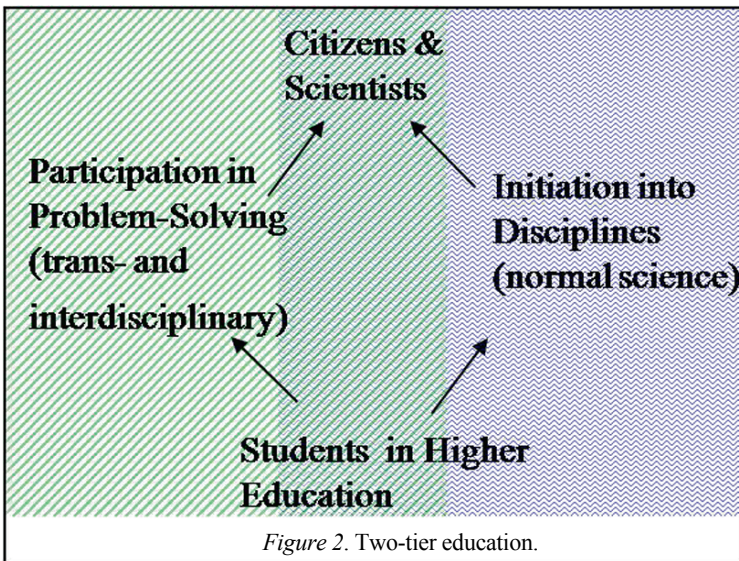 Citizens &
Scientists
Participation in
Problem-Solving
(trans- and
interdisciplinary)
Initiation into
Disciplines
(normal science)
Students in Higher
Education
Figure 2. Two-tier education.